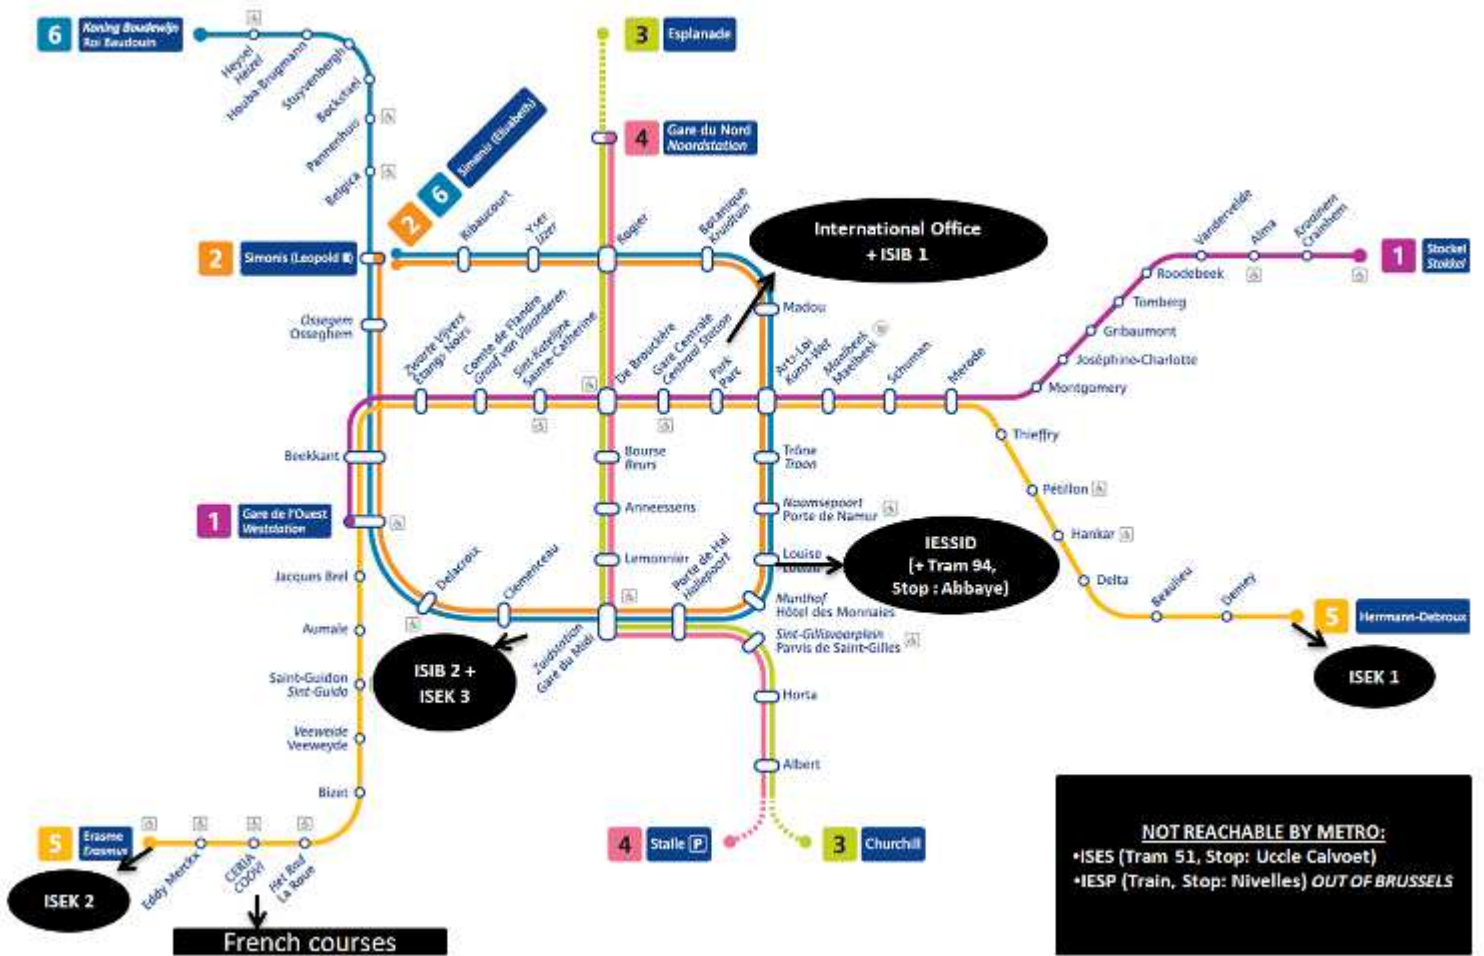 6
Koning Boudewijn
Roi Baudouin
Heysel
Heizel
Houba-Brugmann
Stuyvenbergh
Bockstael
Pannenhuis
Belgica
3
Esplanade
4
Gare du Nord
Noordstation
2
6
Simonis (Elisabeth)
2
Simonis (Leopold II)
Ribaucourt
Yser
IJzer
Rogier
Botanique
Kruidtuin
International Office
+ ISIB 1
Madou
Vandervelde
Alma
Kraainem
Crainhem
1
Stockel
Stokkel
Roodebeek
Tomberg
Gribaumont
Joséphine-Charlotte
Montgomery
Ossegem
Osseghem
Zwarte Vijvers
Étangs Noirs
Comte de Flandre
Graaf van Vlaanderen
Sint-Katelijne
Sainte-Catherine
De Brouckère
Gare Centrale
Centraal Station
Park
Parc
Arts-Loi
Kunst-Wet
Maalbeek
Maelbeek
Schuman
Merode
Thieffry
Pétillon
Hankar
Delta
Beaulieu
Demey
5
Herrmann-Debroux
ISEK 1
Beekkant
1
Gare de l'Ouest
Weststation
Bourse
Beurs
Anneessens
Lemonnier
Trône
Troon
Naamsepoort
Porte de Namur
Louise
IESSID
(+ Tram 94,
Stop : Abbaye)
Munthof
Hôtel des Monnaies
Porte de Hal
Hallepoort
Delacroix
Clemenceau
Zuidstation
Gare du Midi
Sint-Gillisvoorplein
Parvis de Saint-Gilles
Horta
Albert
ISIB 2 +
ISEK 3
Jacques Brel
Aumale
Saint-Guidon
Sint-Guido
Veeweide
Veeweyde
Bizet
5
Erasme
Erasmus
Eddy Merckx
CERIA
COOVI
Het Rad
La Roue
ISEK 2
French courses
4
Stalle P
3
Churchill
NOT REACHABLE BY METRO:
•ISES (Tram 51, Stop: Uccle Calvoet)
•IESP (Train, Stop: Nivelles) OUT OF BRUSSELS